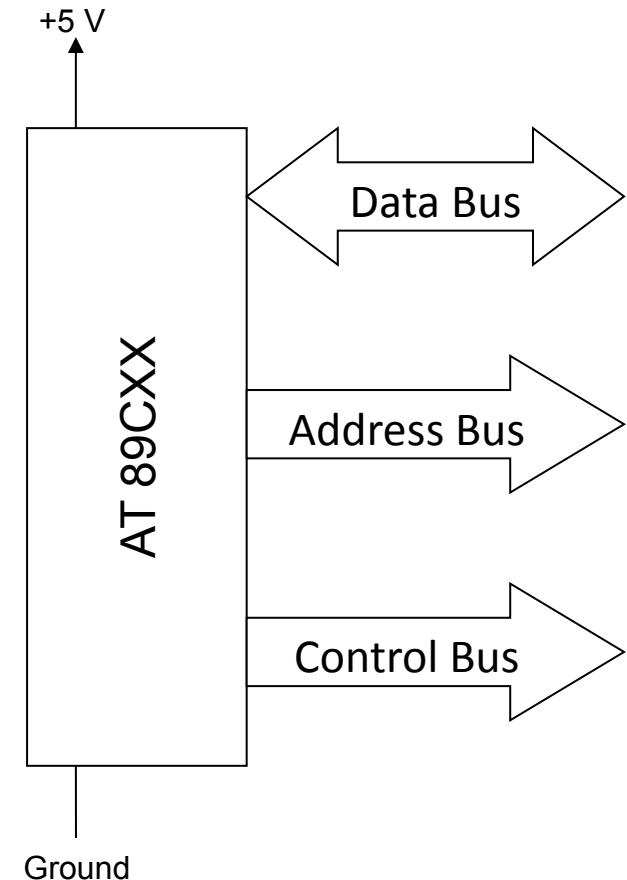 +5 V
Data Bus
AT 89CXX
Address Bus
Control Bus
Ground